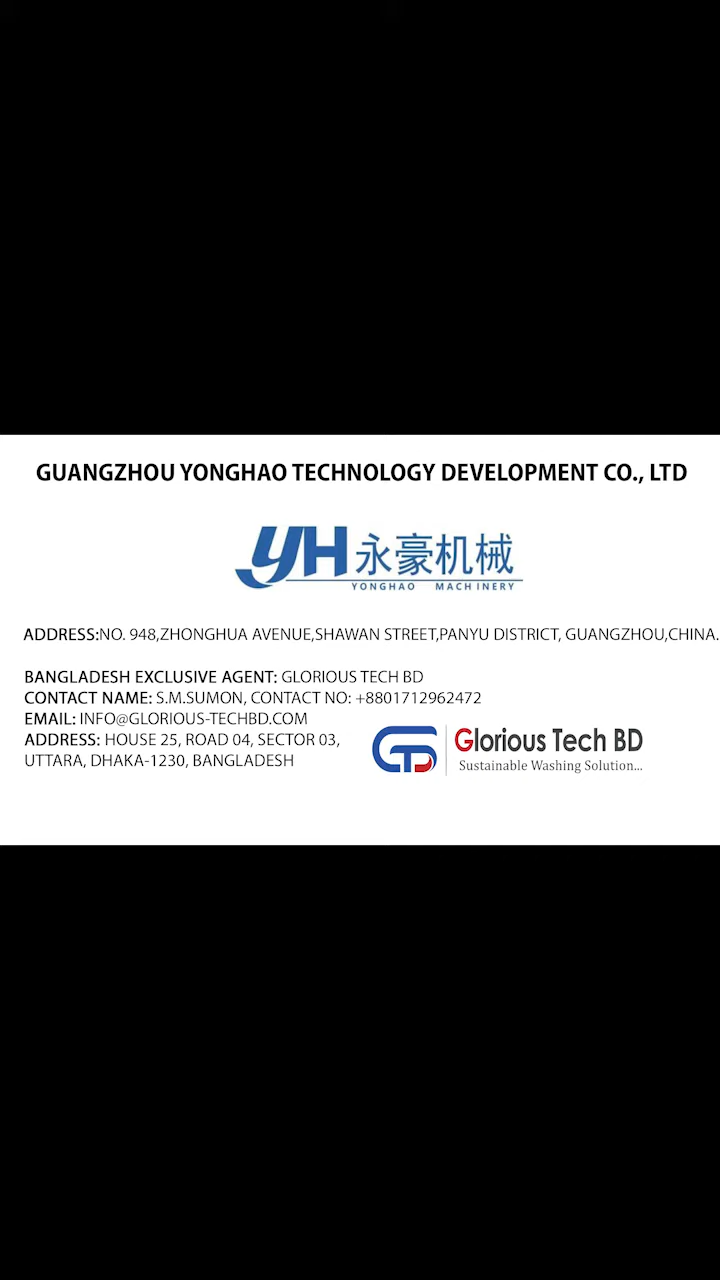 GUANGZHOU YONGHAO TECHNOLOGY DEVELOPMENT CO., LTD
YH 永豪机械
YONGHAO MACHINERY
ADDRESS:NO. 948,ZHONGHUA AVENUE,SHAWAN STREET,PANYU DISTRICT, GUANGZHOU,CHINA.
BANGLADESH EXCLUSIVE AGENT: GLORIOUS TECH BD
CONTACT NAME: S.M.SUMON, CONTACT NO: +8801712962472
EMAIL: INFO@GLORIOUS-TECHBD.COM
ADDRESS: HOUSE 25, ROAD 04, SECTOR 03,
UTTARA, DHAKA-1230, BANGLADESH
GTD
Glorious Tech BD
Sustainable Washing Solution...